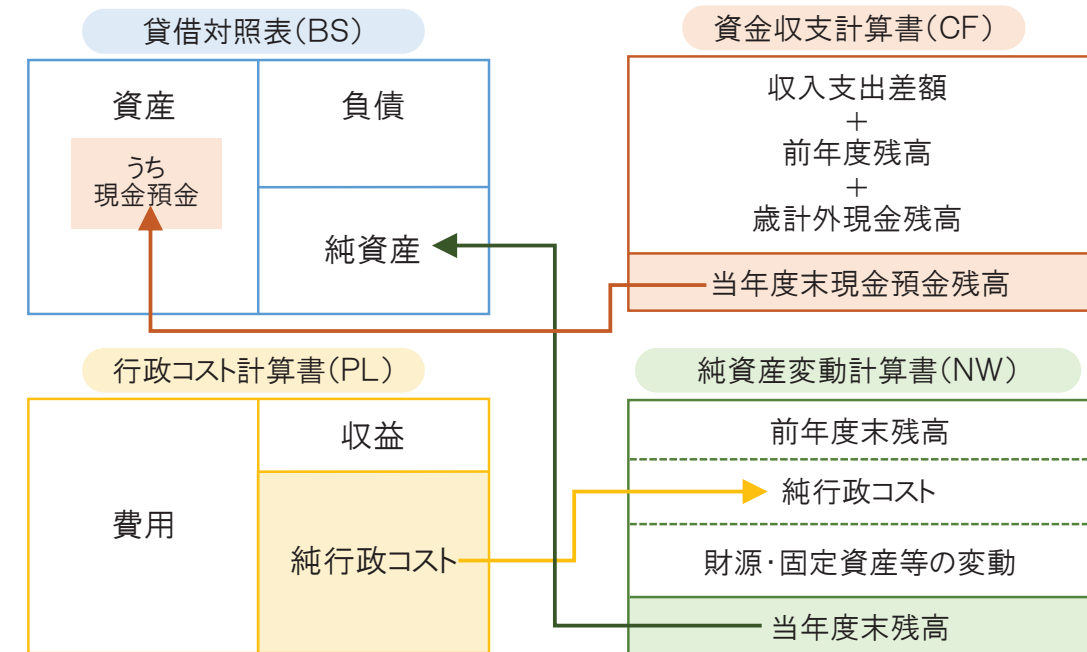 貸借対照表(BS)
資産
うち
現金預金
負債
純資産
資金収支計算書(CF)
収入支出差額
+
前年度残高
+
歳計外現金残高
当年度末現金預金残高
行政コスト計算書(PL)
費用
収益
純行政コスト
純資産変動計算書(NW)
前年度末残高
純行政コスト
財源・固定資産等の変動
当年度末残高